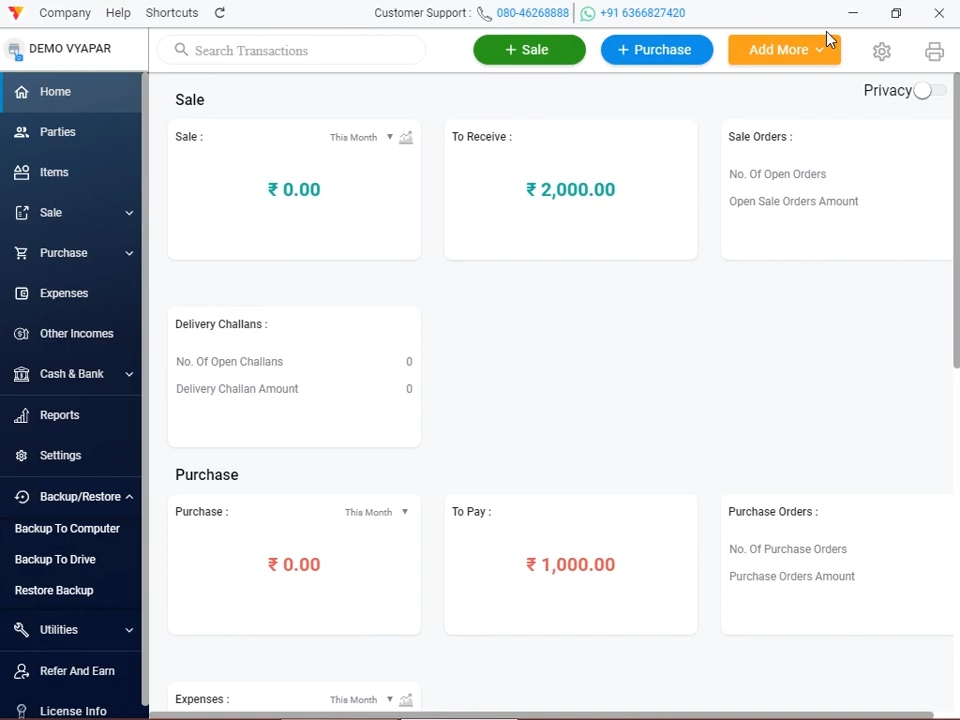 Company Help Shortcuts Customer Support : 080-46268888 +91 6366827420
DEMO VYAPAR Search Transactions + Sale + Purchase Add More
Home
Parties
Items
Sale
Purchase
Expenses
Other Incomes
Cash & Bank
Reports
Settings
Backup/Restore
Backup To Computer
Backup To Drive
Restore Backup
Utilities
Refer And Earn
License Info
Privacy
Sale
Sale : This Month
₹ 0.00
To Receive :
₹ 2,000.00
Sale Orders :
No. Of Open Orders
Open Sale Orders Amount
Delivery Challans :
No. Of Open Challans 0
Delivery Challan Amount 0
Purchase
Purchase : This Month
₹ 0.00
To Pay :
₹ 1,000.00
Purchase Orders :
No. Of Purchase Orders
Purchase Orders Amount
Expenses : This Month